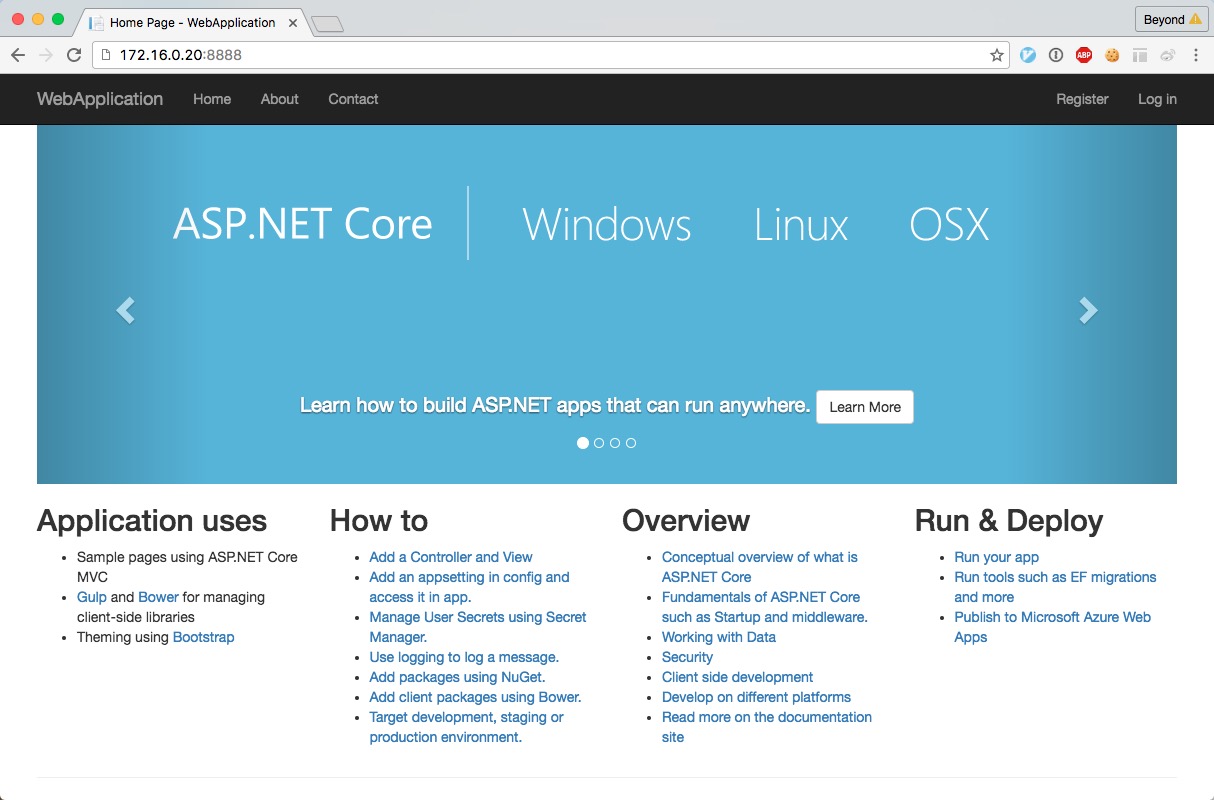 Home Page - WebApplication
Beyond
172.16.0.20:8888
ABP
WebApplication Home About Contact Register Log in
ASP.NET Core Windows Linux OSX
Learn how to build ASP.NET apps that can run anywhere. Learn More
Application uses
Sample pages using ASP.NET Core
MVC
Gulp and Bower for managing
client-side libraries
Theming using Bootstrap
How to
Add a Controller and View
Add an appsetting in config and
access it in app.
Manage User Secrets using Secret
Manager.
Use logging to log a message.
Add packages using NuGet.
Add client packages using Bower.
Target development, staging or
production environment.
Overview
Conceptual overview of what is
ASP.NET Core
Fundamentals of ASP.NET Core
such as Startup and middleware.
Working with Data
Security
Client side development
Develop on different platforms
Read more on the documentation
site
Run & Deploy
Run your app
Run tools such as EF migrations
and more
Publish to Microsoft Azure Web
Apps